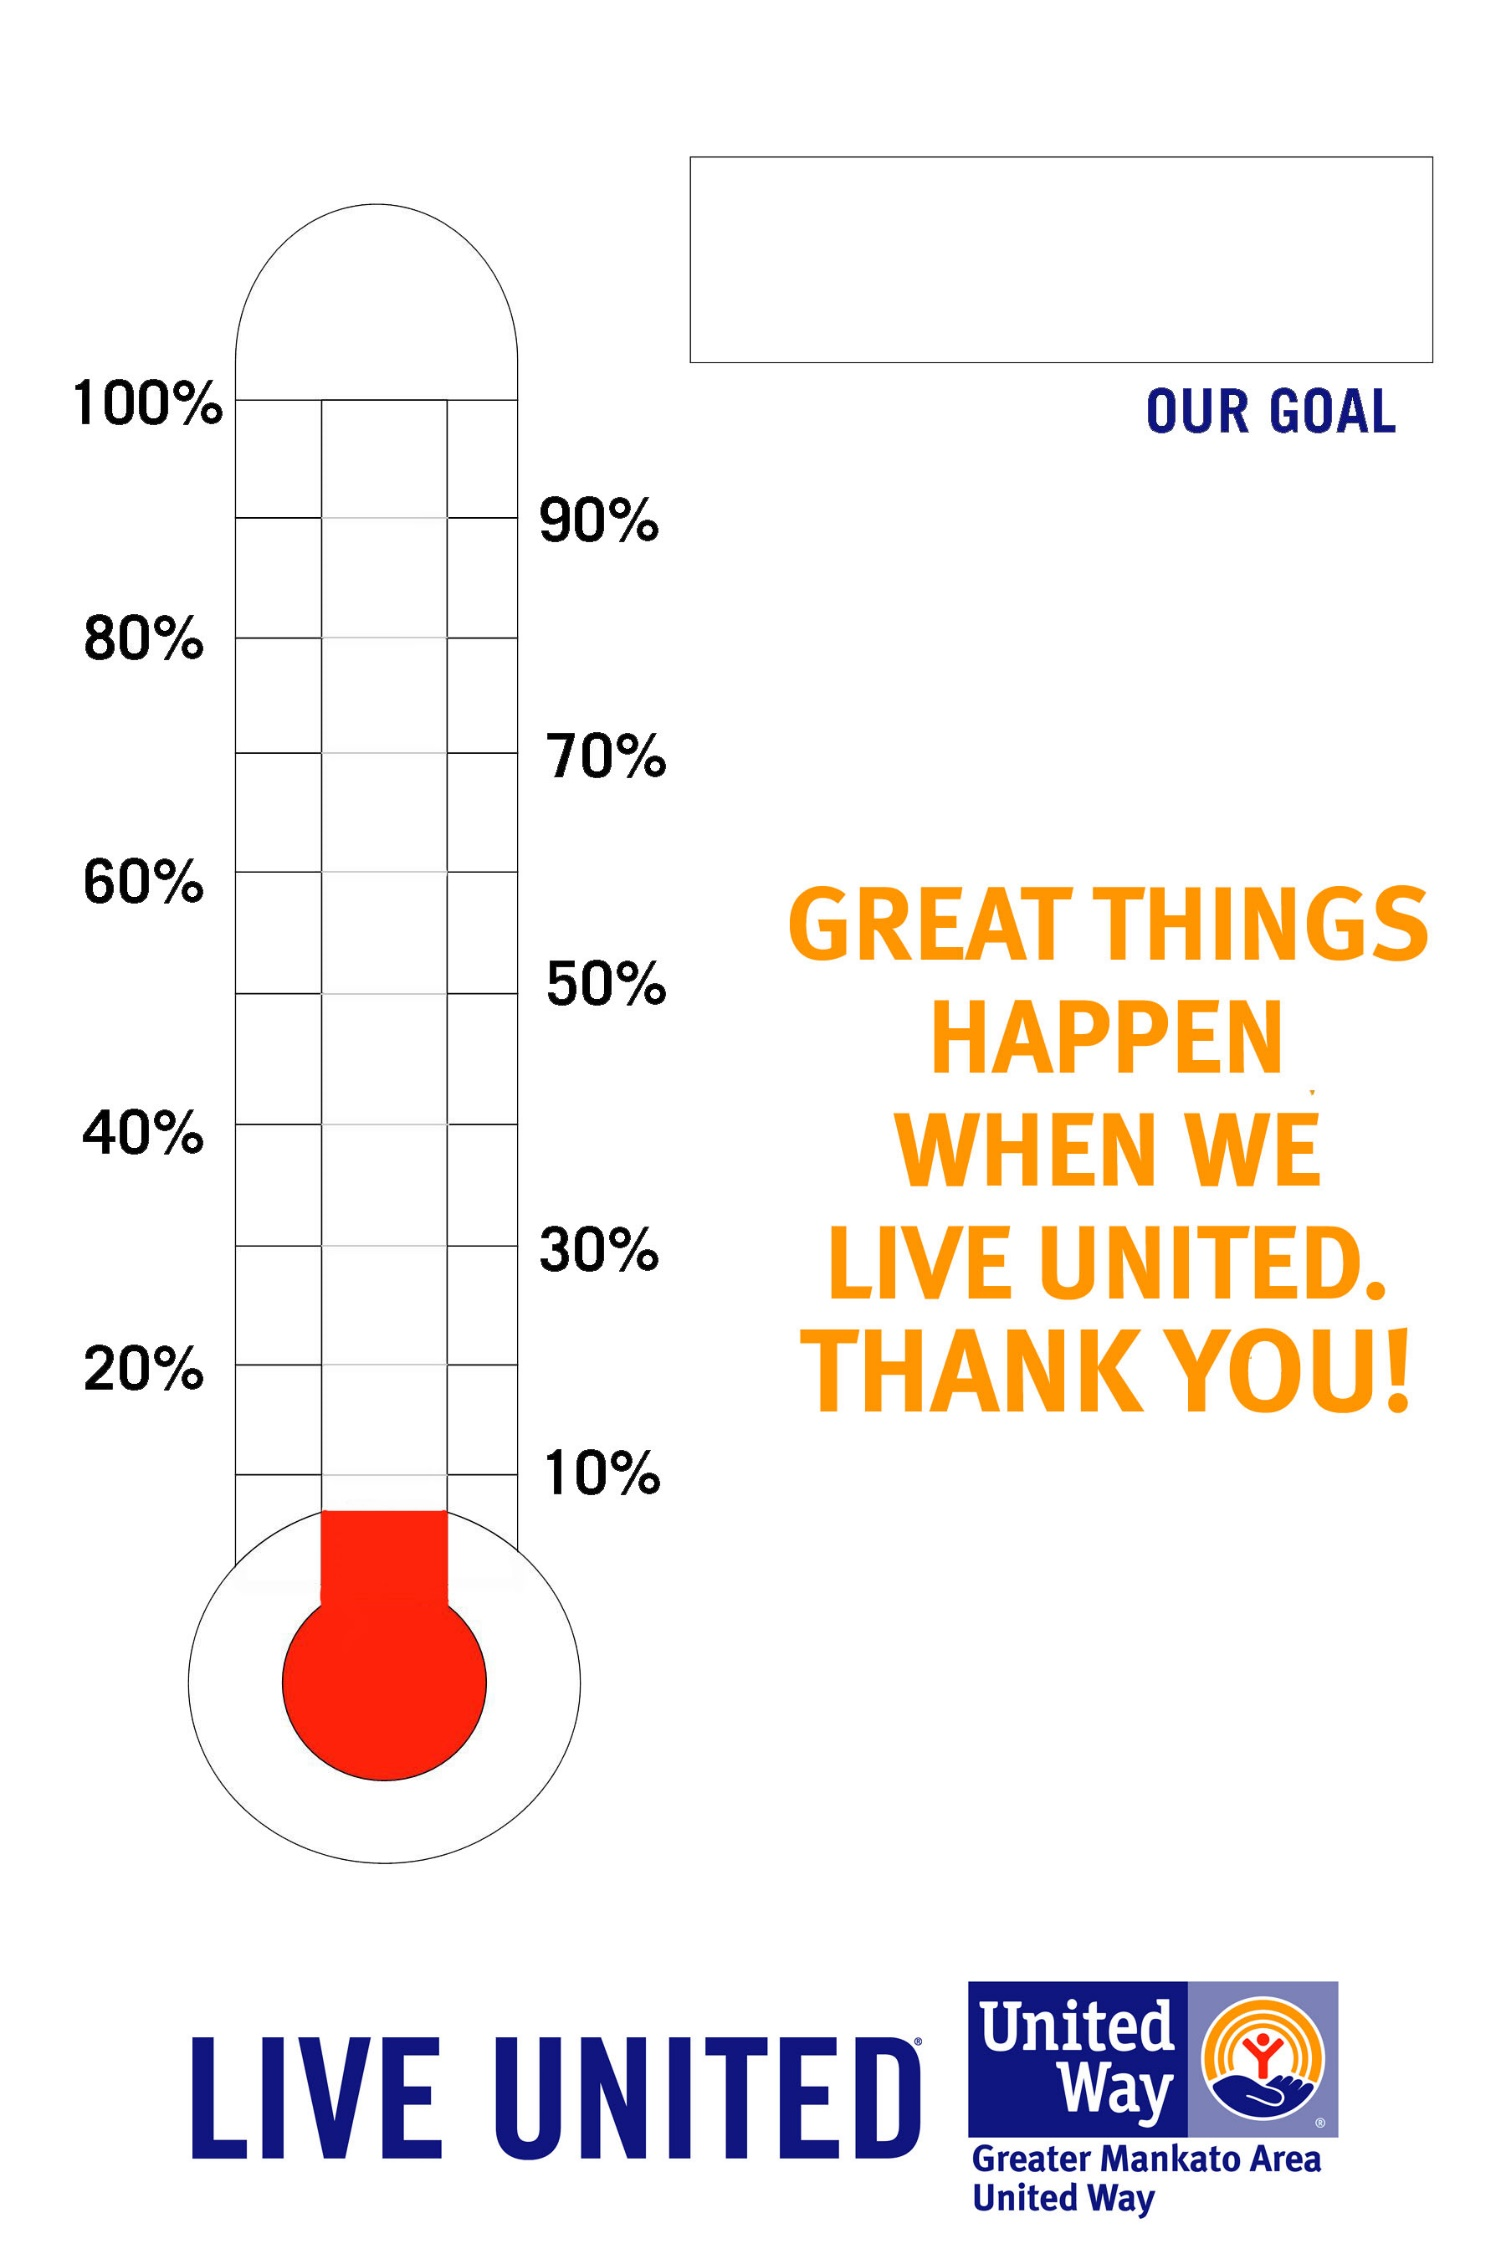 100%
OUR GOAL
90%
80%
70%
60%
GREAT THINGS
HAPPEN
50%
WHEN WE
40%
LIVE UNITED.
30%
THANK YOU!
20%
10%
LIVE UNITED®
United
Way
®
Greater Mankato Area
United Way